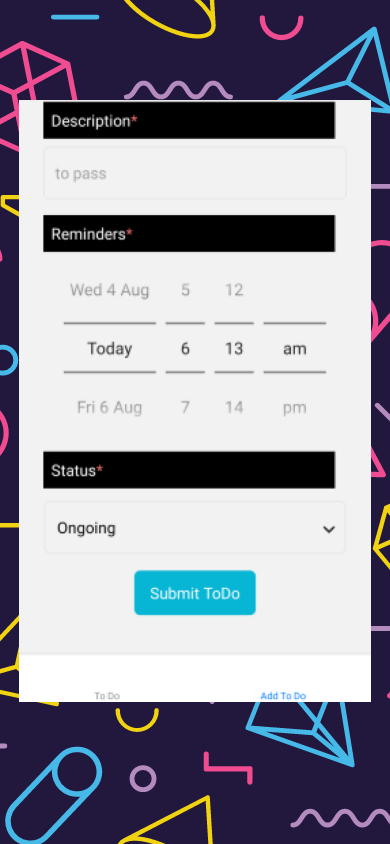 Description*
to pass
Reminders*
Wed 4 Aug 5 12
Today 6 13 am
Fri 6 Aug 7 14 pm
Status*
Ongoing
Submit ToDo
To Do Add To Do